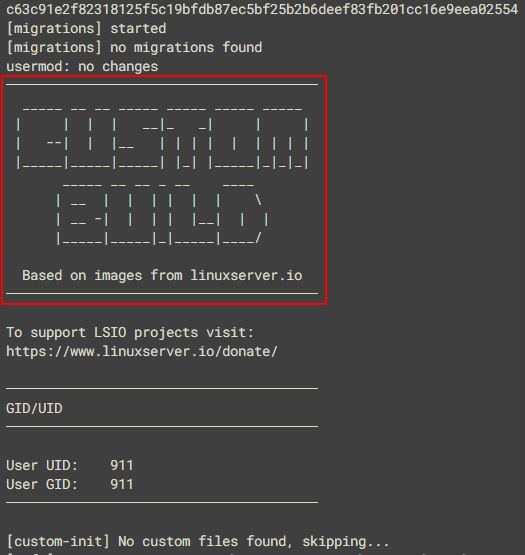 c63c91e2f82318125f5c19bfdb87ec5bf25b2b6deef83fb201cc16e9eea02554
[migrations] started
[migrations] no migrations found
usermod: no changes
CUSTOM
BUILD
Based on images from linuxserver.io
To support LSIO projects visit:
https://www.linuxserver.io/donate/
GID/UID
User UID:    911
User GID:    911
[custom-init] No custom files found, skipping...